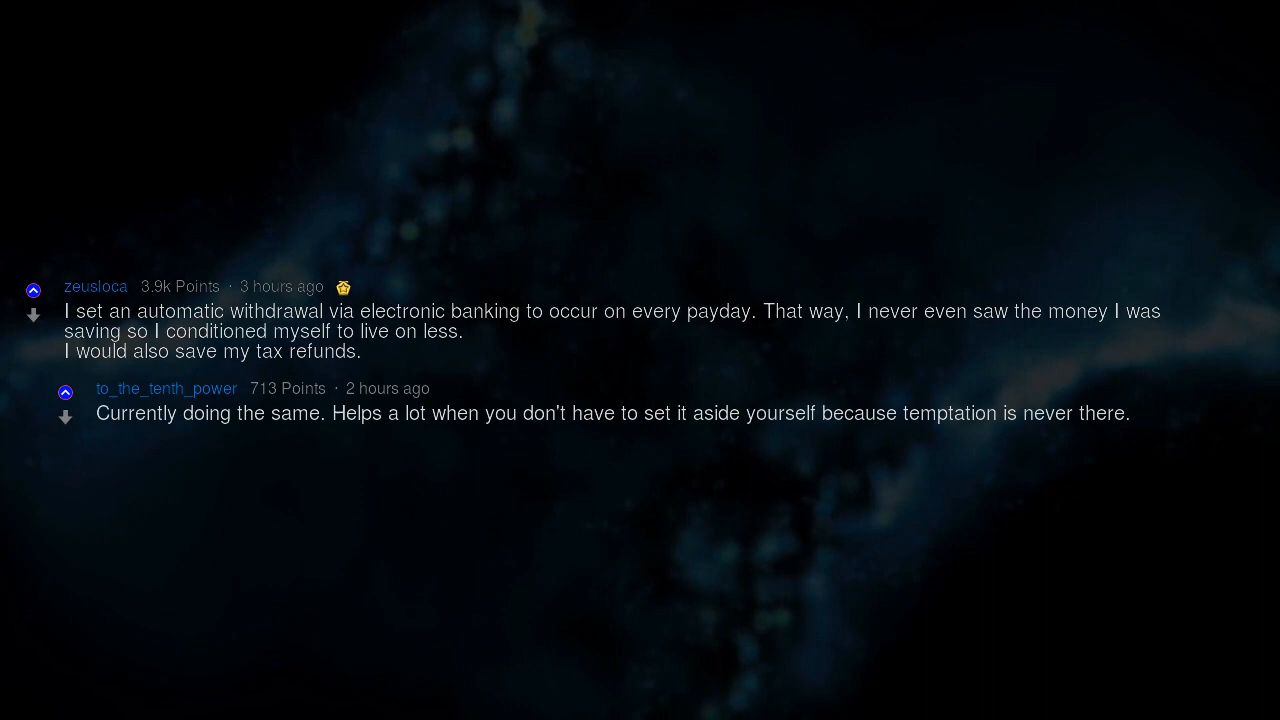 zeusloca 3.9k Points · 3 hours ago
I set an automatic withdrawal via electronic banking to occur on every payday. That way, I never even saw the money I was
saving so I conditioned myself to live on less.
I would also save my tax refunds.
to_the_tenth_power 713 Points · 2 hours ago
Currently doing the same. Helps a lot when you don't have to set it aside yourself because temptation is never there.